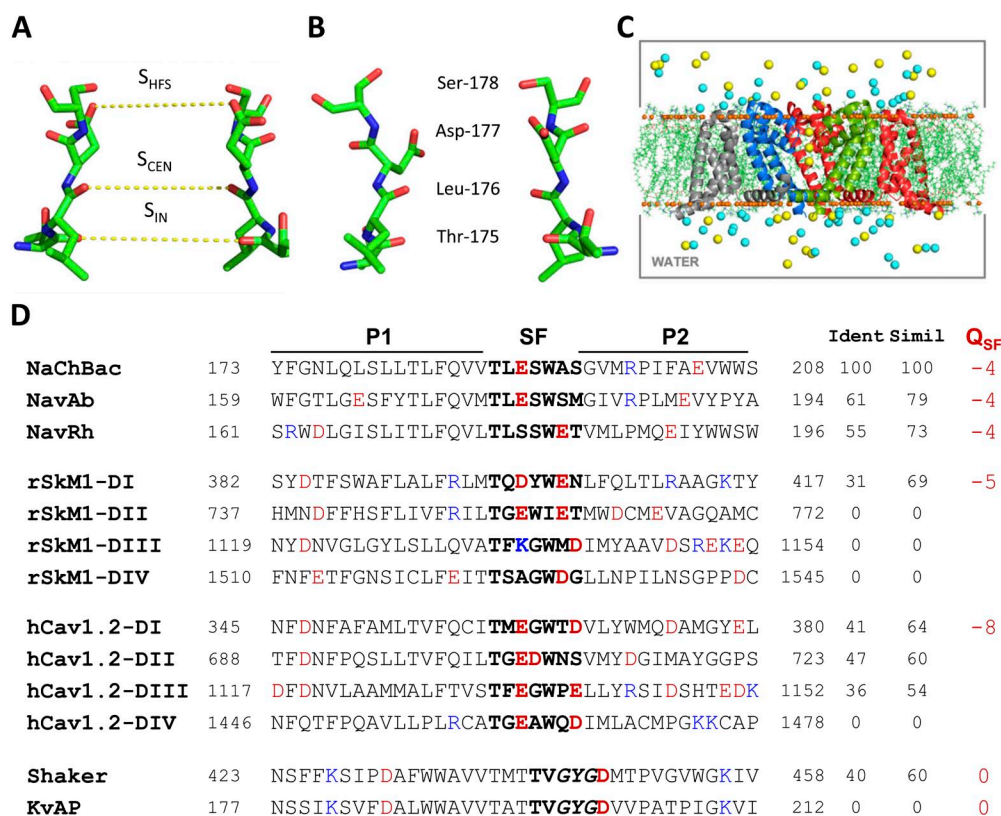 A
B
C
S_HFS
S_CEN
S_IN
Ser-178
Asp-177
Leu-176
Thr-175
WATER
D
P1 SF P2 Ident Simil Q_SF
NaChBac 173 YFGNLQLSLLTLFQVVTLESWASGVMRPIFAEVWWS 208 100 100 -4
NavAb 159 WFGTLGESFYTLFQVMTLESWSMGIVRPLMEVYPYA 194 61 79 -4
NavRh 161 SRWDLGISLITLFQVLTLSSWETVMLPMQEIYWWSW 196 55 73 -4
rSkM1-DI 382 SYDTFSWAFLALFRLMTQDYWENLFQLTLRAAGKTY 417 31 69 -5
rSkM1-DII 737 HMNDFFHSFLIVFRILTGEWIETMWDCMEVAGQAMC 772 0 0
rSkM1-DIII 1119 NYDNVGLGYLSLLQVATFKGWMDIMYAAVDSREKEQ 1154 0 0
rSkM1-DIV 1510 FNFETFGNSICLFEITTSAGWDGLLNPILNSGPPDC 1545 0 0
hCav1.2-DI 345 NFDNFAFAMLTVFQCITMEGWTDVLYWMQDAMGYEL 380 41 64 -8
hCav1.2-DII 688 TFDNFPQSLLTVFQILTGEDWNSVMYDGIMAYGGPS 723 47 60
hCav1.2-DIII 1117 DFDNVLAAMMALFTVSTFEGWPELLYRSIDSHTEDK 1152 36 54
hCav1.2-DIV 1446 NFQTFPQAVLLPLRCATGEAWQDIMLACMPGKKCAP 1478 0 0
Shaker 423 NSFFKSIPDAFWWAVVTMTTVGYGDMTPVGVWGKIV 458 40 60 0
KvAP 177 NSSIKSVFDALWWAVVTATTVGYGDVVPATPIGKVI 212 0 0 0